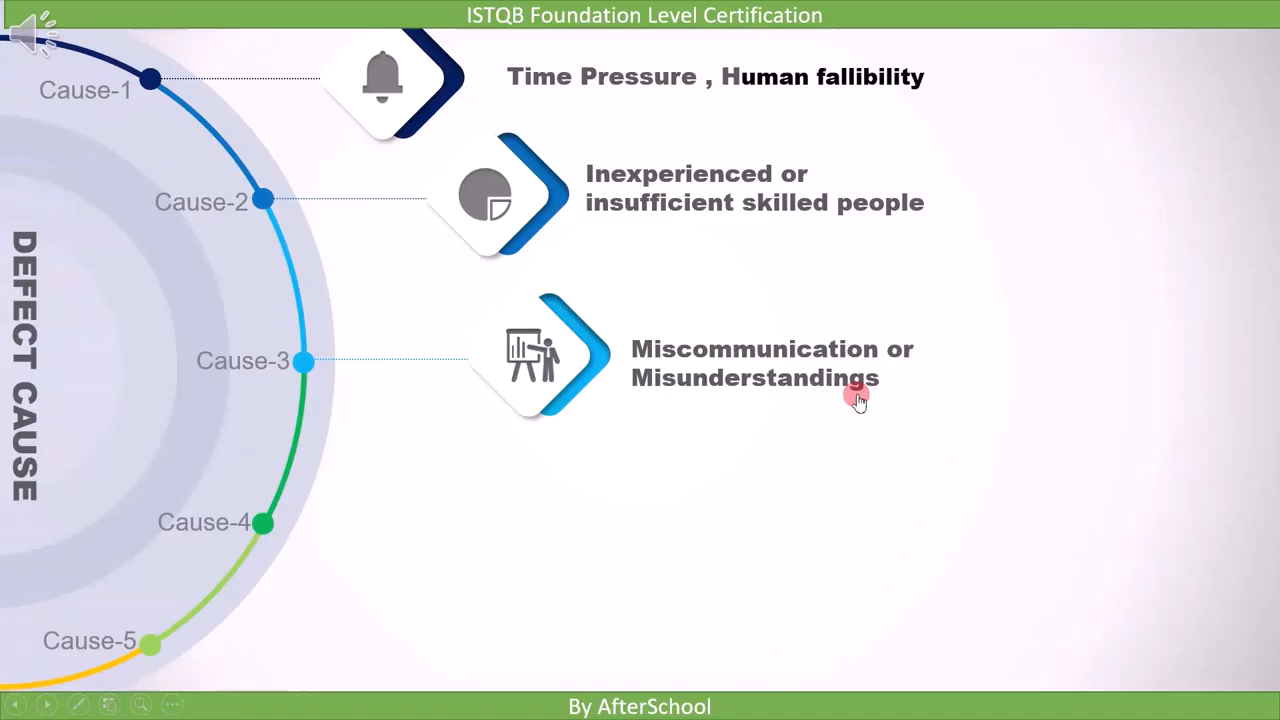 ISTQB Foundation Level Certification
Cause-1
Time Pressure , Human fallibility
Cause-2
Inexperienced or
insufficient skilled people
DEFECT CAUSE
Cause-3
Miscommunication or
Misunderstandings
Cause-4
Cause-5
By AfterSchool